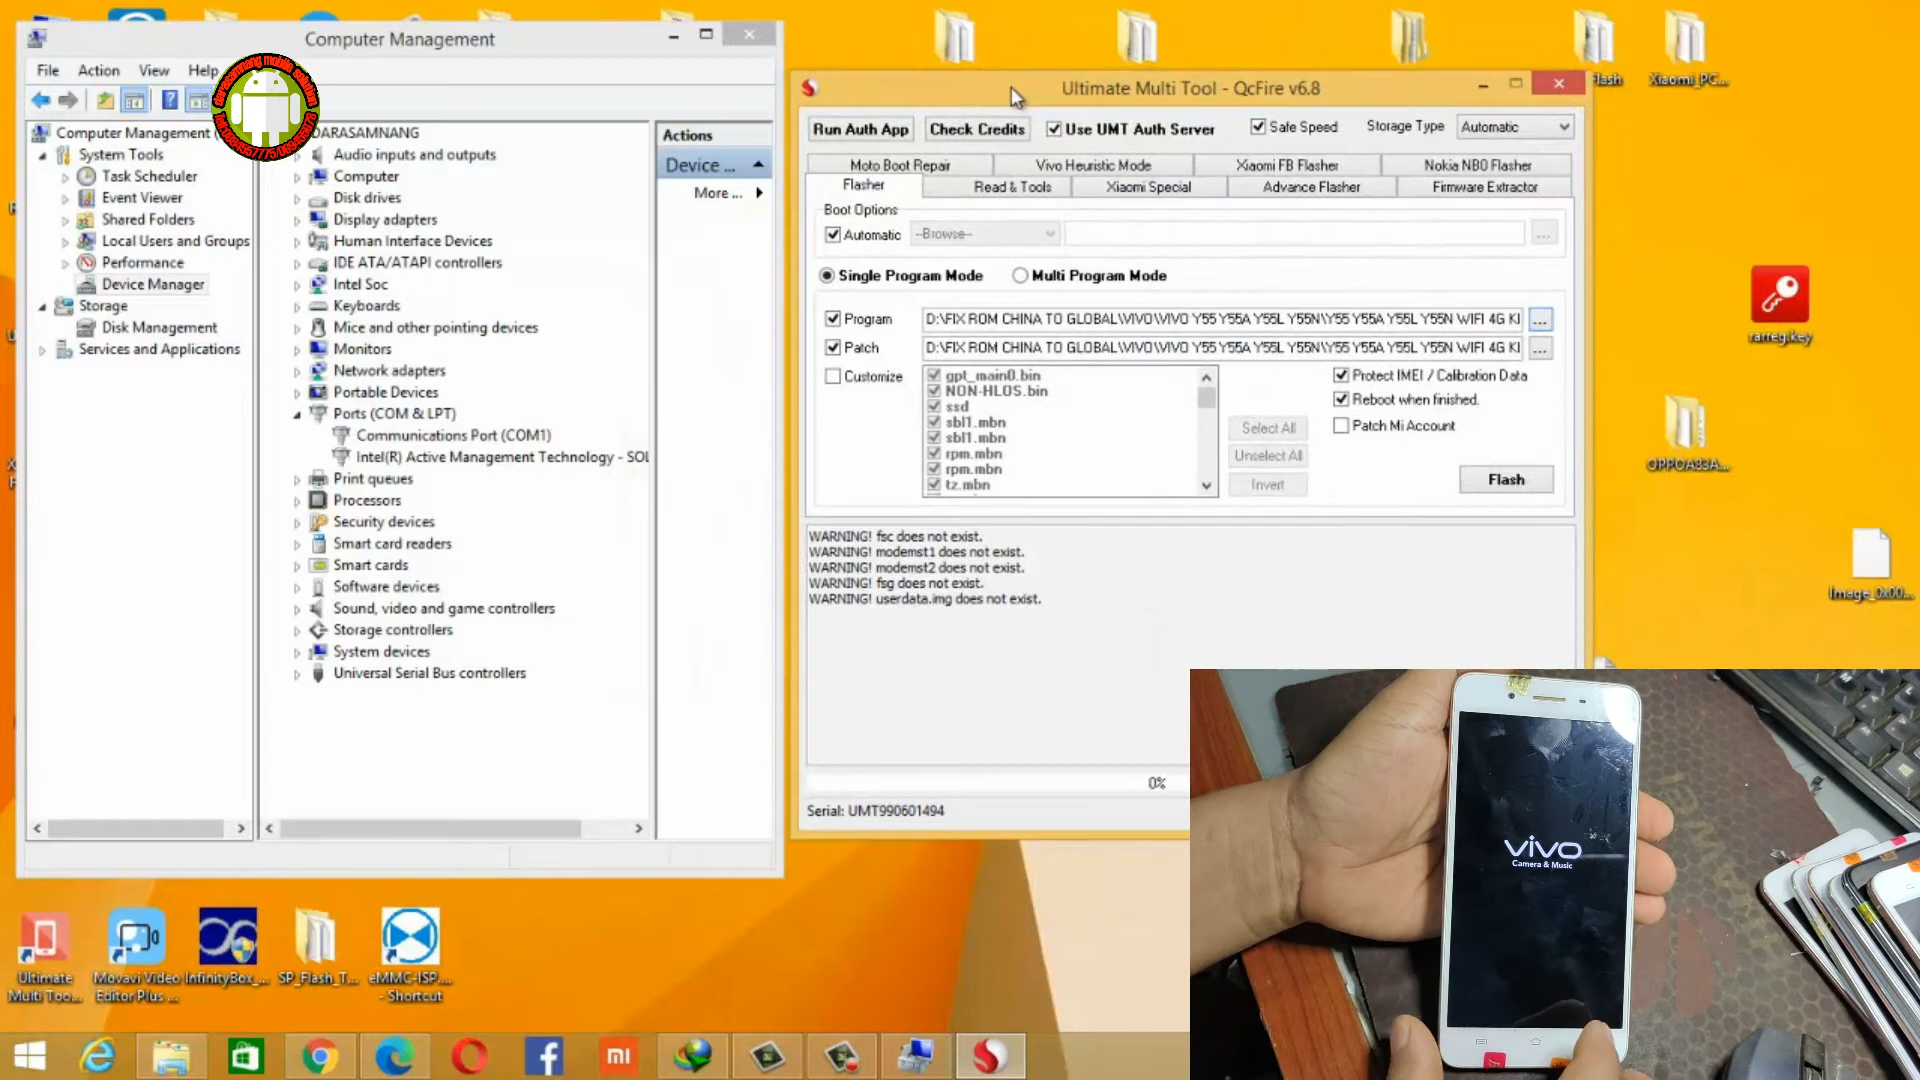 Computer Management
File Action View Help
darasamnang mobile solution
Computer Management (
System Tools
Task Scheduler
Event Viewer
Shared Folders
Local Users and Groups
Performance
Device Manager
Storage
Disk Management
Services and Applications
DARASAMNANG
Audio inputs and outputs
Computer
Disk drives
Display adapters
Human Interface Devices
IDE ATA/ATAPI controllers
Intel Soc
Keyboards
Mice and other pointing devices
Monitors
Network adapters
Portable Devices
Ports (COM & LPT)
Communications Port (COM1)
Intel(R) Active Management Technology - SOL
Print queues
Processors
Security devices
Smart card readers
Smart cards
Software devices
Sound, video and game controllers
Storage controllers
System devices
Universal Serial Bus controllers
Actions
Device ...
More ...
Ultimate Multi Tool - QcFire v6.8
Run Auth App Check Credits Use UMT Auth Server Safe Speed Storage Type Automatic
Moto Boot Repair Vivo Heuristic Mode Xiaomi FB Flasher Nokia NB0 Flasher
Flasher Read & Tools Xiaomi Special Advance Flasher Firmware Extractor
Boot Options
Automatic --Browse-- ...
Single Program Mode Multi Program Mode
Program D:\FIX ROM CHINA TO GLOBAL\VIVO\VIVO Y55 Y55A Y55L Y55N\Y55 Y55A Y55L Y55N WIFI 4G KI ...
Patch D:\FIX ROM CHINA TO GLOBAL\VIVO\VIVO Y55 Y55A Y55L Y55N\Y55 Y55A Y55L Y55N WIFI 4G KI ...
Customize
gpt_main0.bin
NON-HLOS.bin
ssd
sbl1.mbn
sbl1.mbn
rpm.mbn
rpm.mbn
tz.mbn
Select All
Unselect All
Invert
Protect IMEI / Calibration Data
Reboot when finished.
Patch Mi Account
Flash
WARNING! fsc does not exist.
WARNING! modemst1 does not exist.
WARNING! modemst2 does not exist.
WARNING! fsg does not exist.
WARNING! userdata.img does not exist.
0%
Serial: UMT990601494
Xiaomi_PC...
rarreg.key
OPPOA83A...
Image_0x00...
vivo
Camera & Music
Ultimate
Multi Too...
Movavi Video
Editor Plus ...
InfinityBox_...
SP_Flash_T...
eMMC-ISP....
- Shortcut
mi